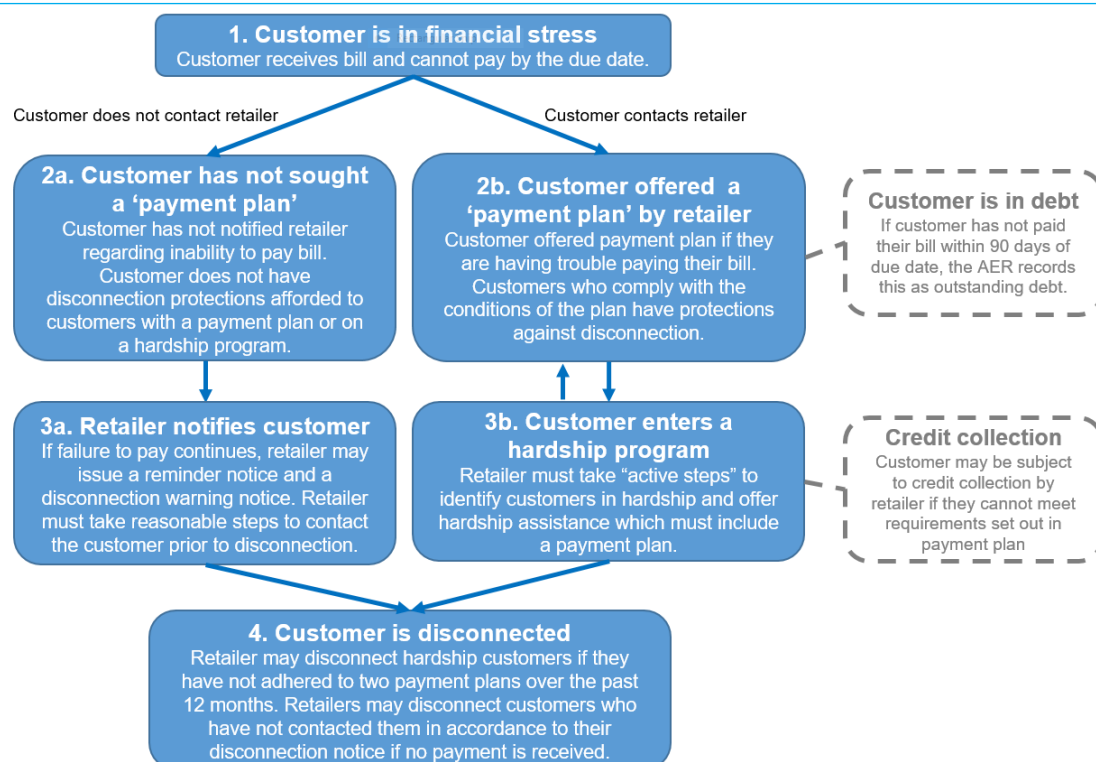 1. Customer is in financial stress
Customer receives bill and cannot pay by the due date.
Customer does not contact retailer
Customer contacts retailer
2a. Customer has not sought
a ‘payment plan’
Customer has not notified retailer
regarding inability to pay bill.
Customer does not have
disconnection protections afforded to
customers with a payment plan or on
a hardship program.
2b. Customer offered a
‘payment plan’ by retailer
Customer offered payment plan if they
are having trouble paying their bill.
Customers who comply with the
conditions of the plan have protections
against disconnection.
Customer is in debt
If customer has not paid
their bill within 90 days of
due date, the AER records
this as outstanding debt.
3a. Retailer notifies customer
If failure to pay continues, retailer may
issue a reminder notice and a
disconnection warning notice. Retailer
must take reasonable steps to contact
the customer prior to disconnection.
3b. Customer enters a
hardship program
Retailer must take “active steps” to
identify customers in hardship and offer
hardship assistance which must include
a payment plan.
Credit collection
Customer may be subject
to credit collection by
retailer if they cannot meet
requirements set out in
payment plan
4. Customer is disconnected
Retailer may disconnect hardship customers if they
have not adhered to two payment plans over the past
12 months. Retailers may disconnect customers who
have not contacted them in accordance to their
disconnection notice if no payment is received.